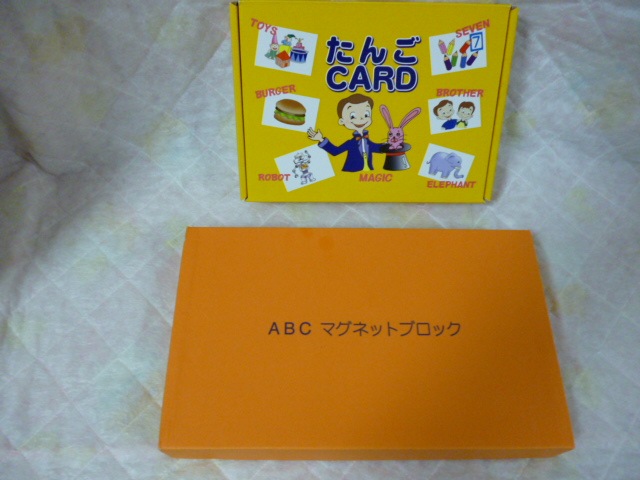 TOYS
SEVEN
7
たんご
CARD
BURGER
BROTHER
ROBOT
MAGIC
ELEPHANT
ABC マグネットブロック